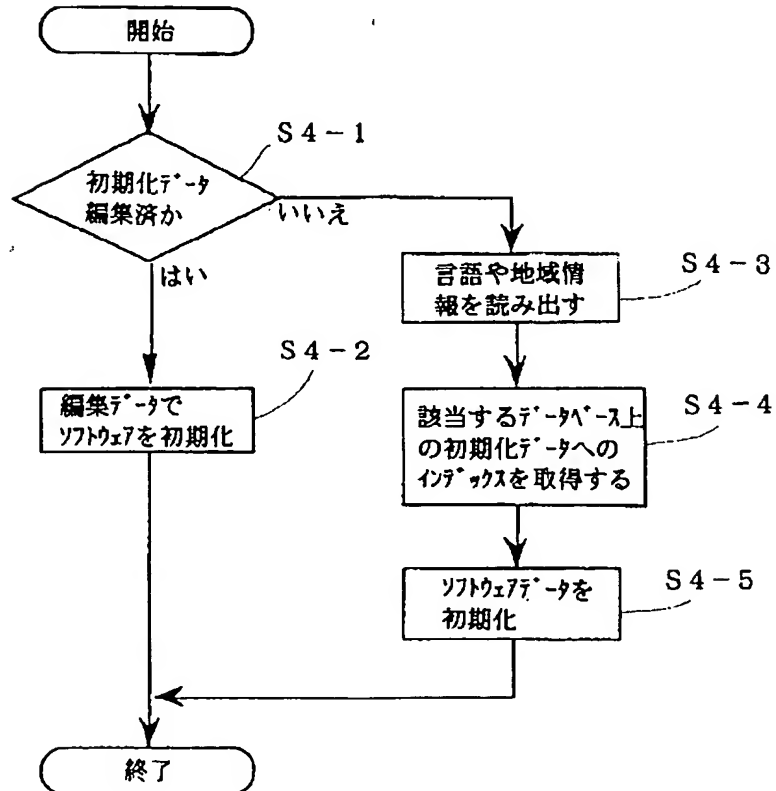 開始
S4-1
初期化ﾃﾞｰﾀ
編集済か
いいえ
はい
言語や地域情
報を読み出す
S4-3
S4-2
編集ﾃﾞｰﾀで
ｿﾌﾄｳｪｱを初期化
該当するﾃﾞｰﾀﾍﾞｰｽ上
の初期化ﾃﾞｰﾀへの
ｲﾝﾃﾞｯｸｽを取得する
S4-4
ｿﾌﾄｳｪｱﾃﾞｰﾀを
初期化
S4-5
終了